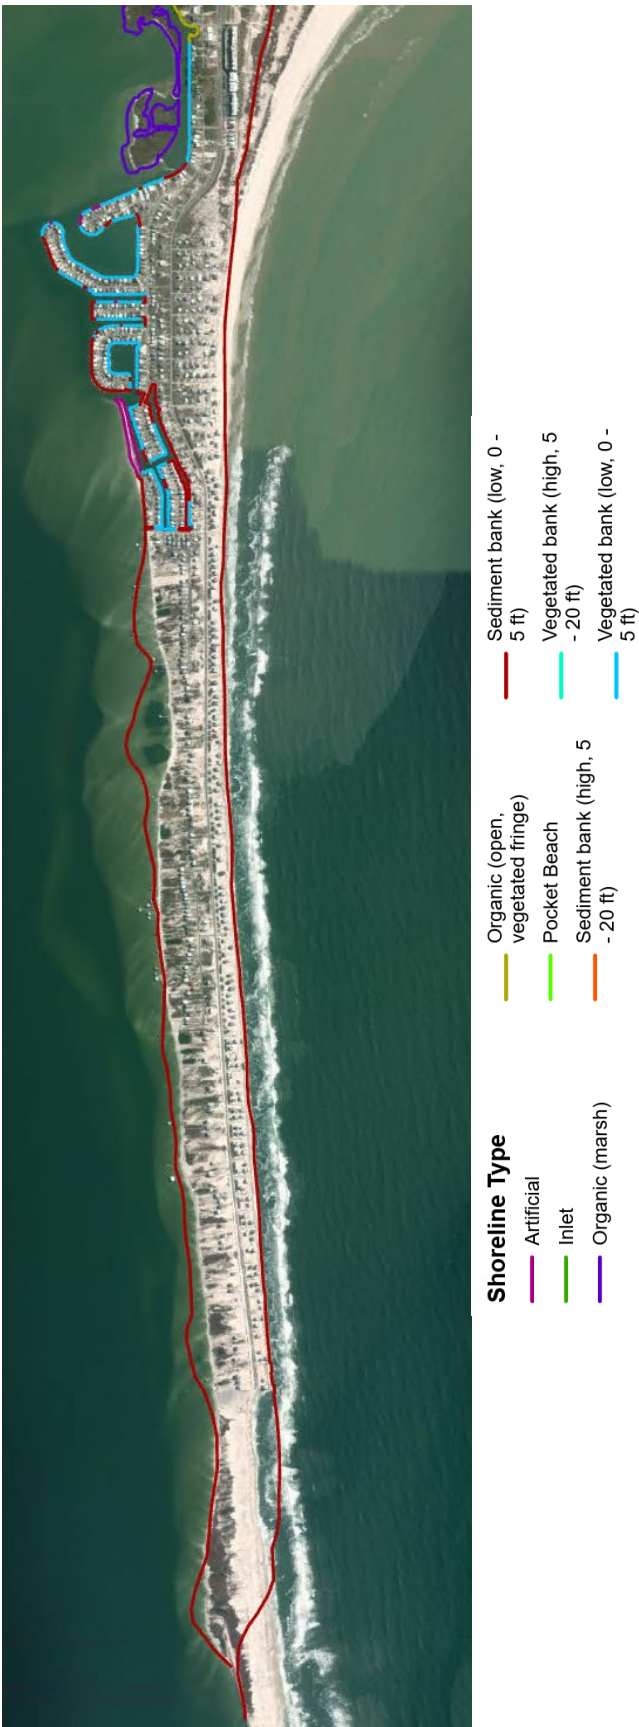 Shoreline Type
Artificial
Inlet
Organic (marsh)
Organic (open,
vegetated fringe)
Pocket Beach
Sediment bank (high, 5
- 20 ft)
Sediment bank (low, 0 -
5 ft)
Vegetated bank (high, 5
- 20 ft)
Vegetated bank (low, 0 -
5 ft)